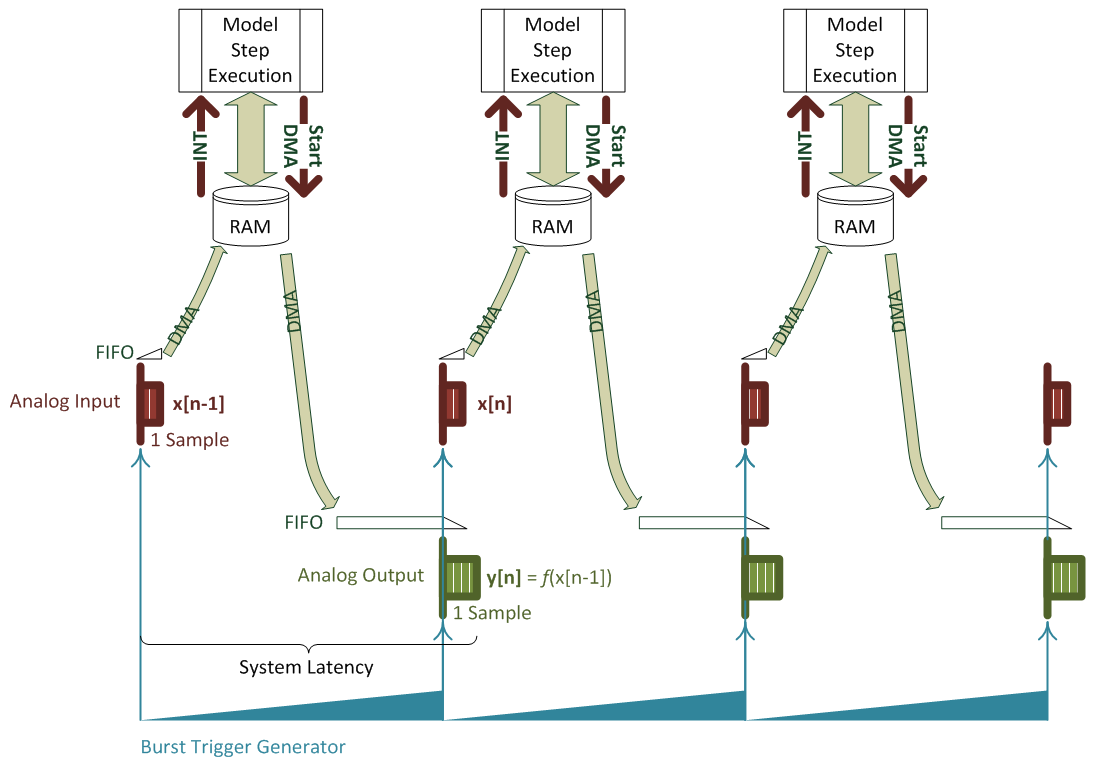 Model
Step
Execution
Model
Step
Execution
Model
Step
Execution
INT
Start
DMA
INT
Start
DMA
INT
Start
DMA
RAM
RAM
RAM
DMA
DMA
DMA
DMA
DMA
DMA
FIFO
Analog Input
x[n-1]
x[n]
1 Sample
FIFO
Analog Output
y[n] = f(x[n-1])
1 Sample
System Latency
Burst Trigger Generator